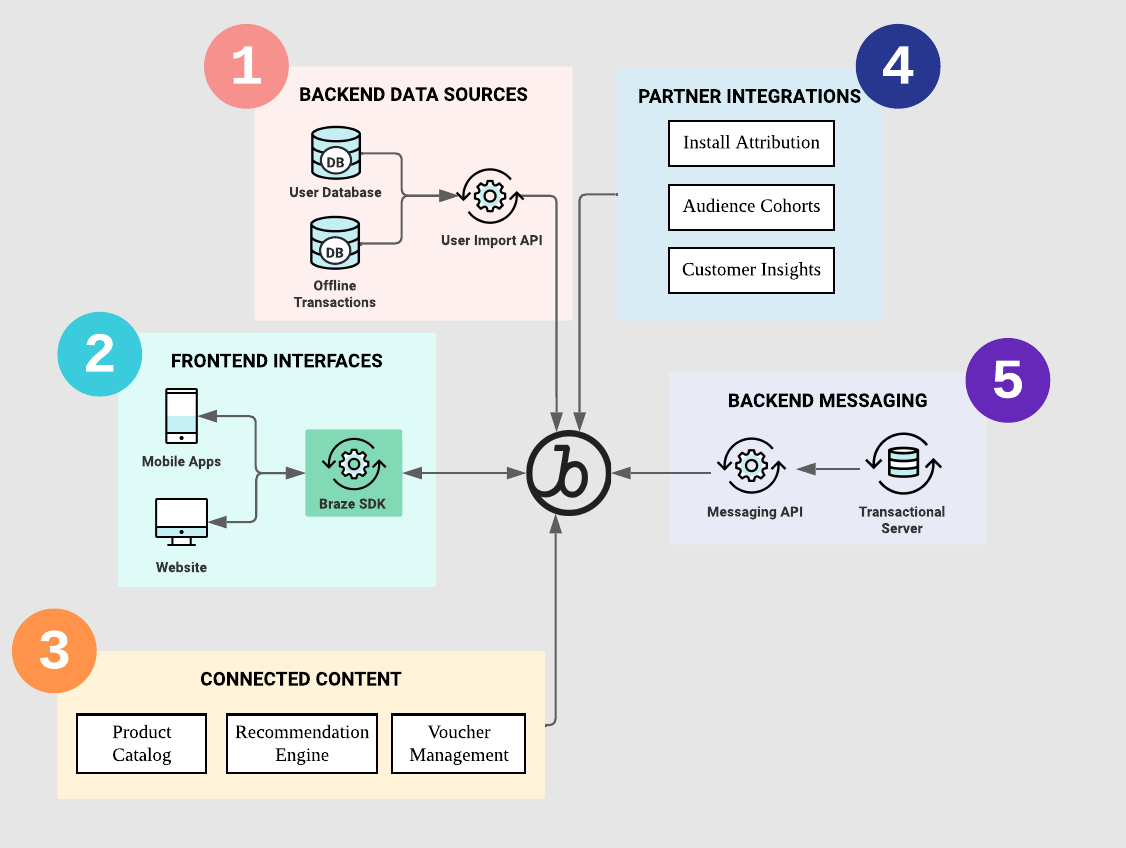 1
BACKEND DATA SOURCES
DB
User Database
DB
Offline
Transactions
User Import API
4
PARTNER INTEGRATIONS
Install Attribution
Audience Cohorts
Customer Insights
2
FRONTEND INTERFACES
Mobile Apps
Website
Braze SDK
b
5
BACKEND MESSAGING
Messaging API
Transactional
Server
3
CONNECTED CONTENT
Product
Catalog
Recommendation
Engine
Voucher
Management